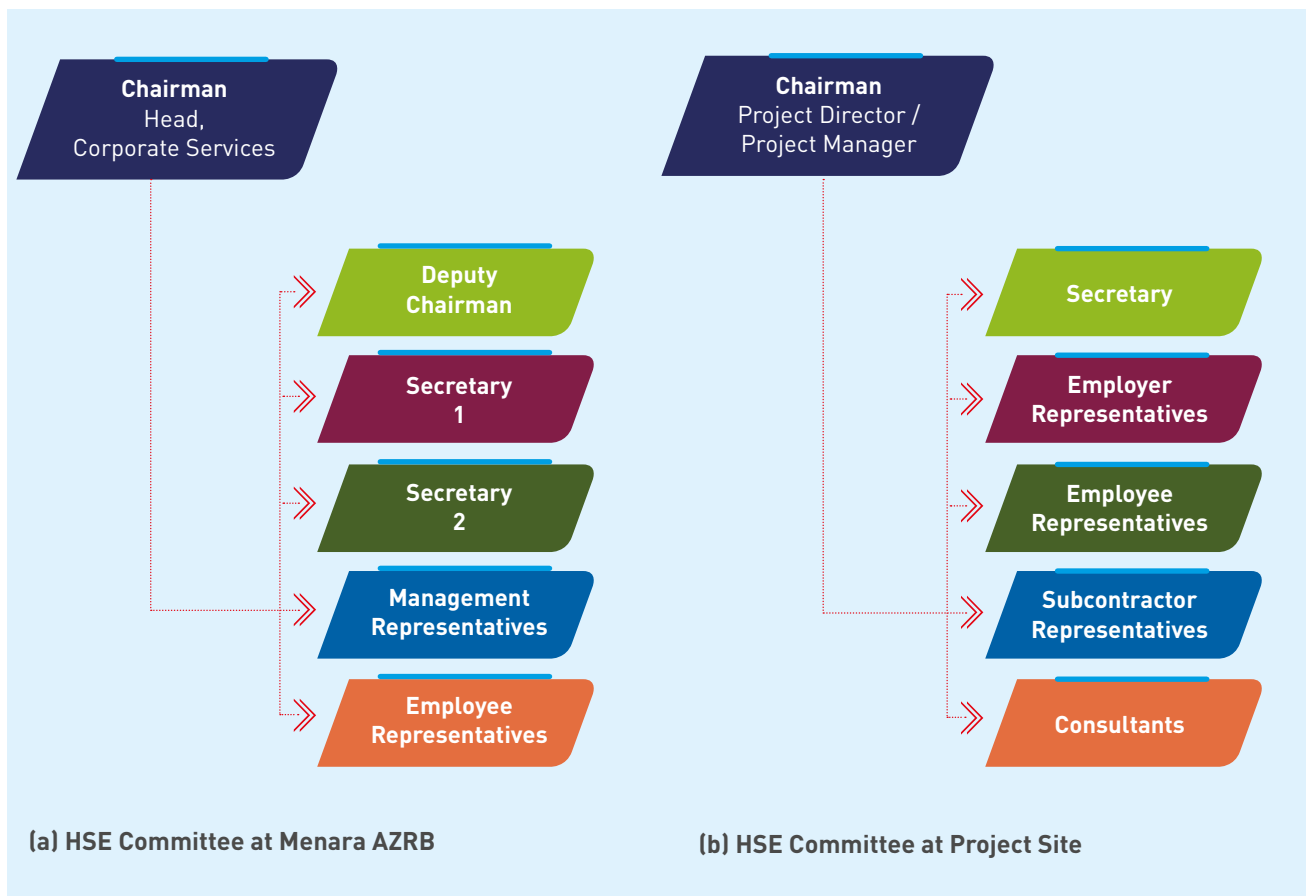 Chairman
Head,
Corporate Services
Deputy
Chairman
Secretary
1
Secretary
2
Management
Representatives
Employee
Representatives
(a) HSE Committee at Menara AZRB
Chairman
Project Director /
Project Manager
Secretary
Employer
Representatives
Employee
Representatives
Subcontractor
Representatives
Consultants
(b) HSE Committee at Project Site